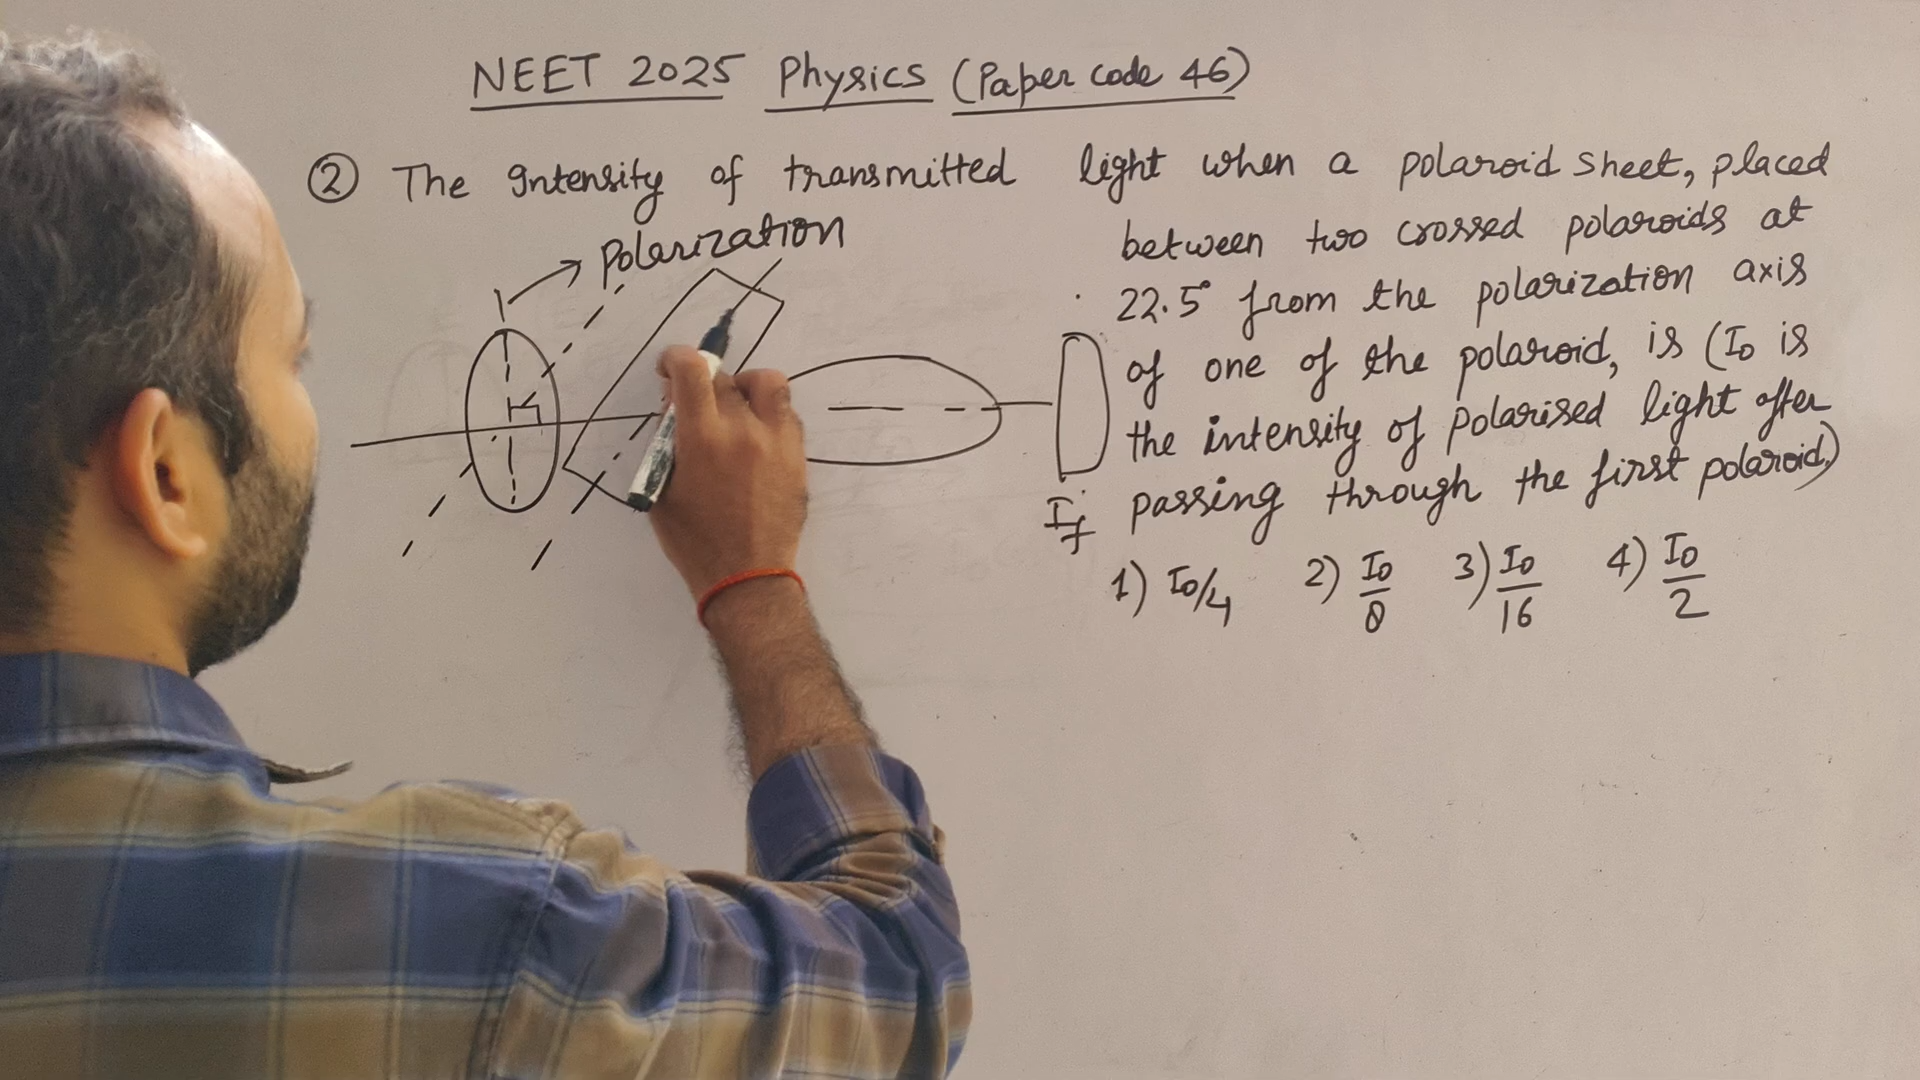 NEET 2025 Physics (Paper code 46)
② The Intensity of transmitted light when a polaroid sheet, placed
between two crossed polaroids at
22.5° from the polarization axis
of one of the polaroid, is (I0 is
the intensity of polarised light after
passing through the first polaroid.)
Polarization
If
1) I0/4 2) I0/8 3) I0/16 4) I0/2